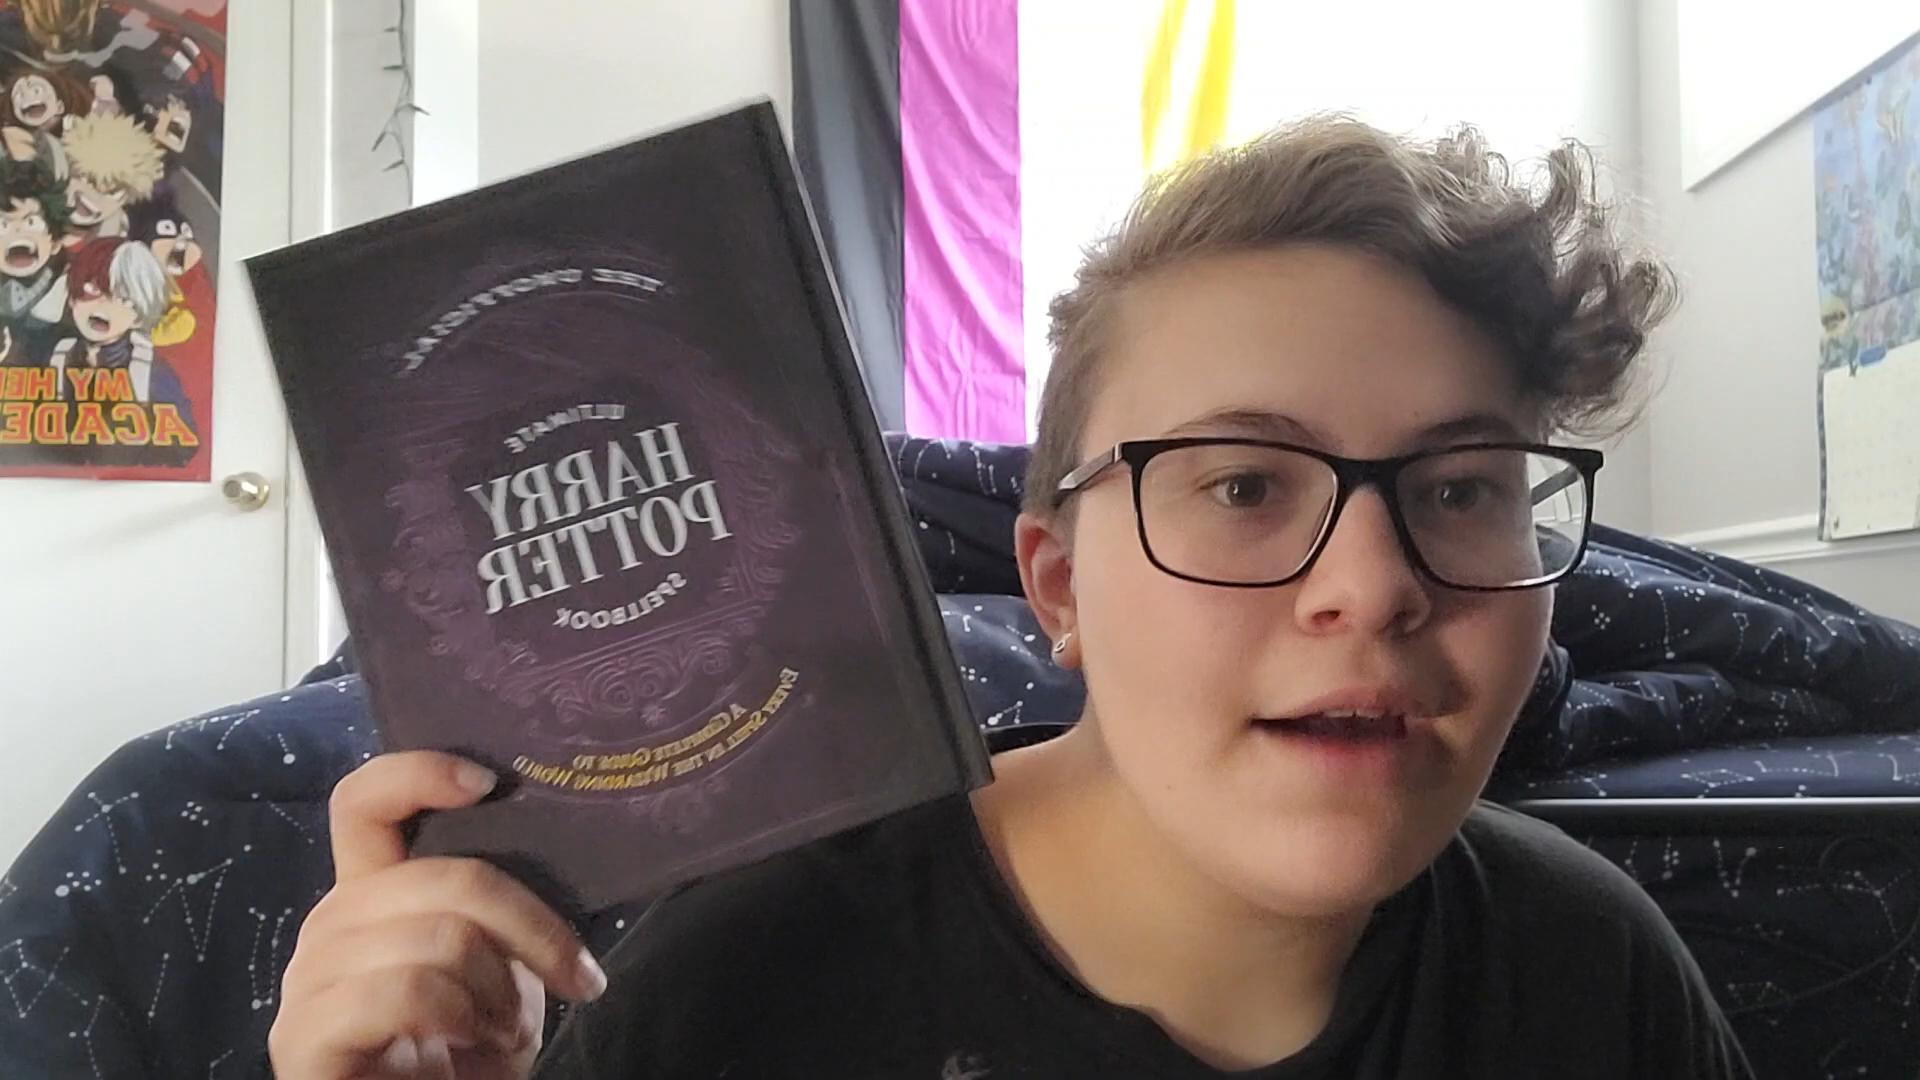 THE UNOFFICIAL
ULTIMATE
HARRY
POTTER
SPELLBOOK
A COMPLETE GUIDE TO
EVERY SPELL IN THE WIZARDING WORLD
MY HE
ACADE